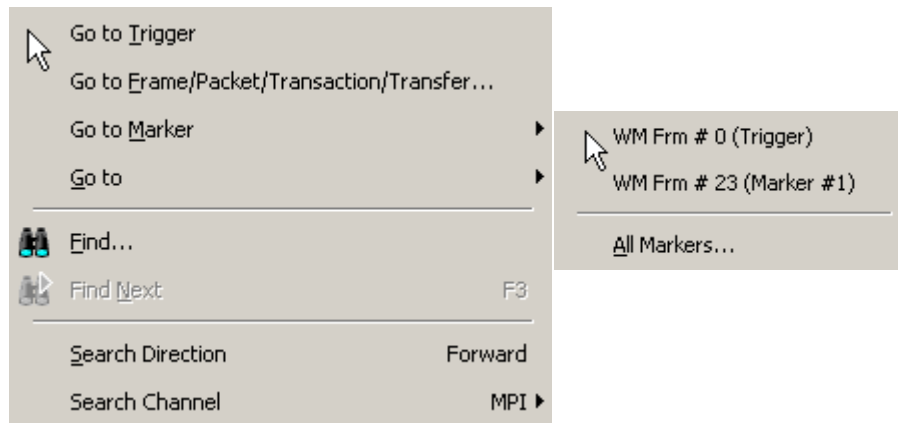 Go to Trigger
Go to Frame/Packet/Transaction/Transfer...
Go to Marker
Go to
Find...
Find Next F3
Search Direction Forward
Search Channel MPI
WM Frm # 0 (Trigger)
WM Frm # 23 (Marker #1)
All Markers...